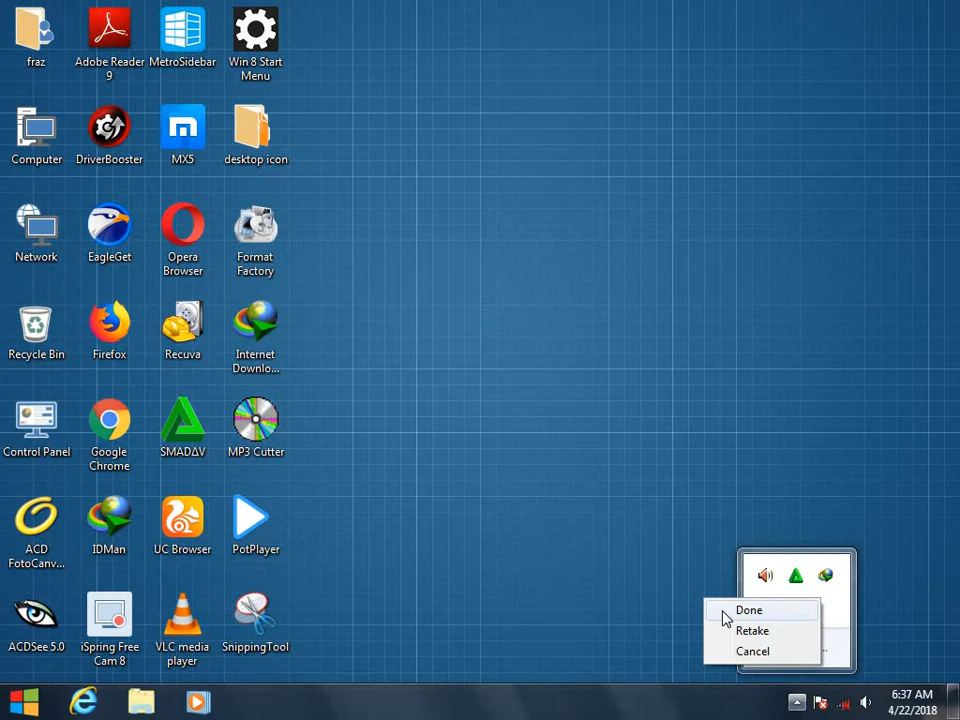 fraz
Adobe Reader
9
MetroSidebar
Win 8 Start
Menu
Computer
DriverBooster
MX5
desktop icon
Network
EagleGet
Opera
Browser
Format
Factory
Recycle Bin
Firefox
Recuva
Internet
Downlo...
Control Panel
Google
Chrome
SMADΔV
MP3 Cutter
ACD
FotoCanv...
IDMan
UC Browser
PotPlayer
ACDSee 5.0
iSpring Free
Cam 8
VLC media
player
SnippingTool
Done
Retake
Cancel
6:37 AM
4/22/2018